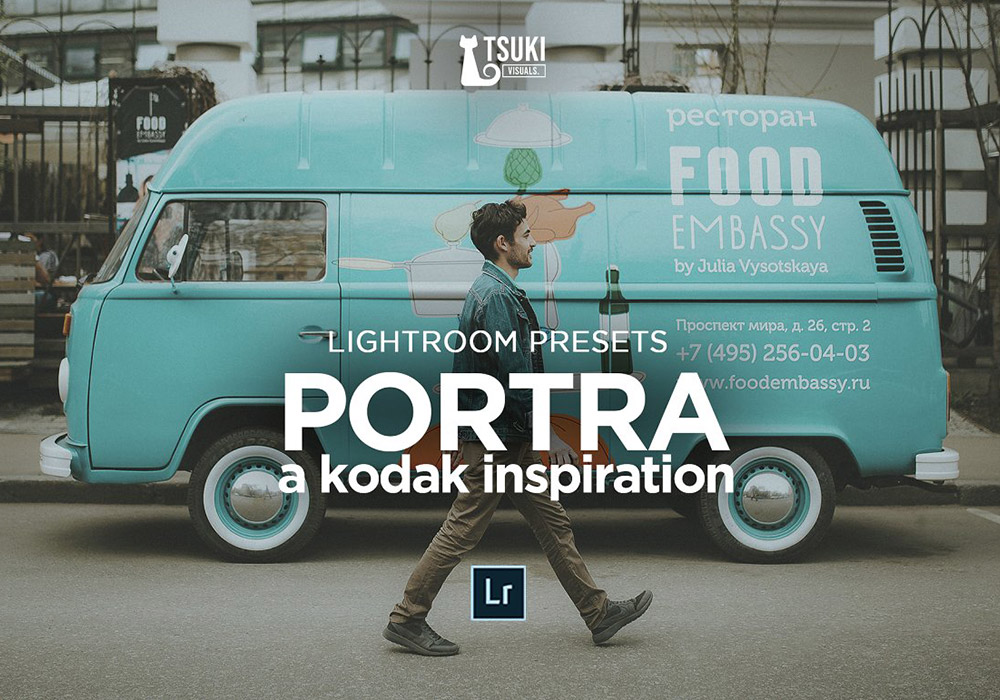 TSUKI
VISUALS.
FOOD
EMBASSY
ресторан
FOOD
EMBASSY
by Julia Vysotskaya
Проспект мира, д. 26, стр. 2
+7 (495) 256-04-03
www.foodembassy.ru
LIGHTROOM PRESETS
PORTRA
a kodak inspiration
Lr